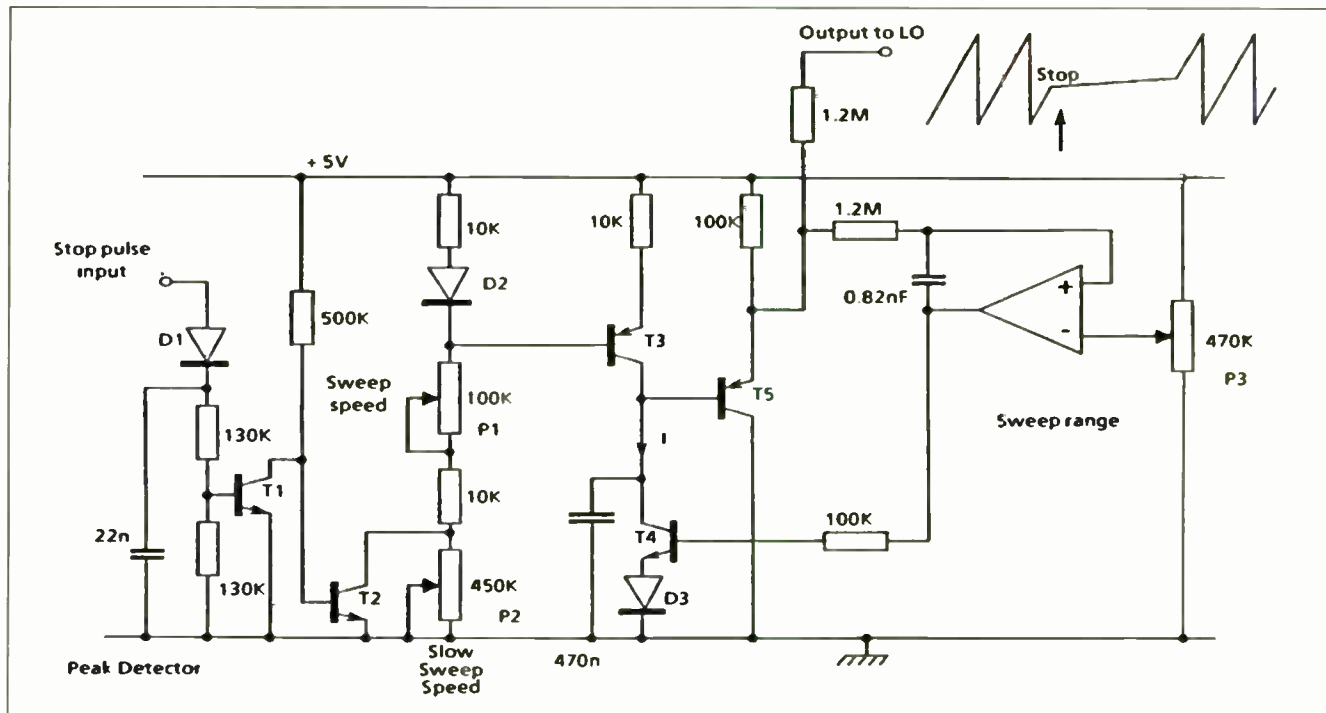 Output to LO
Stop
1.2M
+ 5V
10K
10K
100K
1.2M
Stop pulse
input
D2
0.82nF
+
-
500K
D1
T3
470K
P3
Sweep
speed
100K
P1
T5
Sweep range
130K
I
T1
10K
100K
22n
T4
130K
T2
450K
P2
D3
Peak Detector
Slow
Sweep
Speed
470n